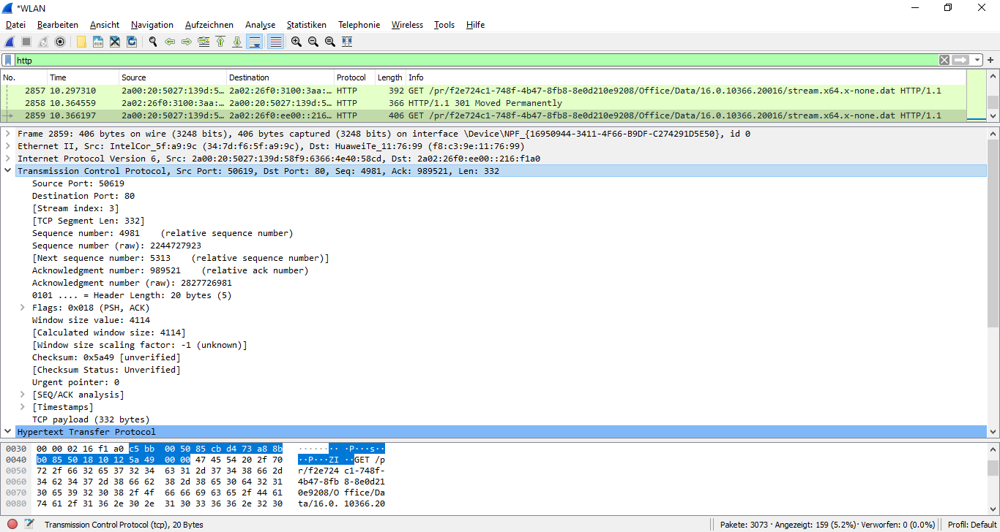 *WLAN
Datei Bearbeiten Ansicht Navigation Aufzeichnen Analyse Statistiken Telephonie Wireless Tools Hilfe
http
No. Time Source Destination Protocol Length Info
2857 10.297310 2a00:20:5027:139d:5… 2a02:26f0:3100:3aa:… HTTP 392 GET /pr/f2e724c1-748f-4b47-8fb8-8e0d210e9208/Office/Data/16.0.10366.20016/stream.x64.x-none.dat HTTP/1.1
2858 10.364559 2a02:26f0:3100:3aa:… 2a00:20:5027:139d:5… HTTP 366 HTTP/1.1 301 Moved Permanently
2859 10.366197 2a00:20:5027:139d:5… 2a02:26f0:ee00::216… HTTP 406 GET /pr/f2e724c1-748f-4b47-8fb8-8e0d210e9208/Office/Data/16.0.10366.20016/stream.x64.x-none.dat HTTP/1.1
Frame 2859: 406 bytes on wire (3248 bits), 406 bytes captured (3248 bits) on interface \Device\NPF_{16950944-3411-4F66-B9DF-C274291D5E50}, id 0
Ethernet II, Src: IntelCor_5f:a9:9c (34:7d:f6:5f:a9:9c), Dst: HuaweiTe_11:76:99 (f8:c3:9e:11:76:99)
Internet Protocol Version 6, Src: 2a00:20:5027:139d:58f9:6366:4e40:58cd, Dst: 2a02:26f0:ee00::216:f1a0
Transmission Control Protocol, Src Port: 50619, Dst Port: 80, Seq: 4981, Ack: 989521, Len: 332
Source Port: 50619
Destination Port: 80
[Stream index: 3]
[TCP Segment Len: 332]
Sequence number: 4981 (relative sequence number)
Sequence number (raw): 2244727923
[Next sequence number: 5313 (relative sequence number)]
Acknowledgment number: 989521 (relative ack number)
Acknowledgment number (raw): 2827726981
0101 .... = Header Length: 20 bytes (5)
Flags: 0x018 (PSH, ACK)
Window size value: 4114
[Calculated window size: 4114]
[Window size scaling factor: -1 (unknown)]
Checksum: 0x5a49 [unverified]
[Checksum Status: Unverified]
Urgent pointer: 0
[SEQ/ACK analysis]
[Timestamps]
TCP payload (332 bytes)
Hypertext Transfer Protocol
0030 00 00 02 16 f1 a0 c5 bb 00 50 85 cb d4 73 a8 8b ········ ·P···s··
0040 b0 85 50 18 10 12 5a 49 00 00 47 45 54 20 2f 70 ··P···ZI ··GET /p
0050 72 2f 66 32 65 37 32 34 63 31 2d 37 34 38 66 2d r/f2e724 c1-748f-
0060 34 62 34 37 2d 38 66 62 38 2d 38 65 30 64 32 31 4b47-8fb 8-8e0d21
0070 30 65 39 32 30 38 2f 4f 66 66 69 63 65 2f 44 61 0e9208/O ffice/Da
0080 74 61 2f 31 36 2e 30 2e 31 30 33 36 36 2e 32 30 ta/16.0. 10366.20
Transmission Control Protocol (tcp), 20 Bytes Pakete: 3073 · Angezeigt: 159 (5.2%) · Verworfen: 0 (0.0%) Profil: Default